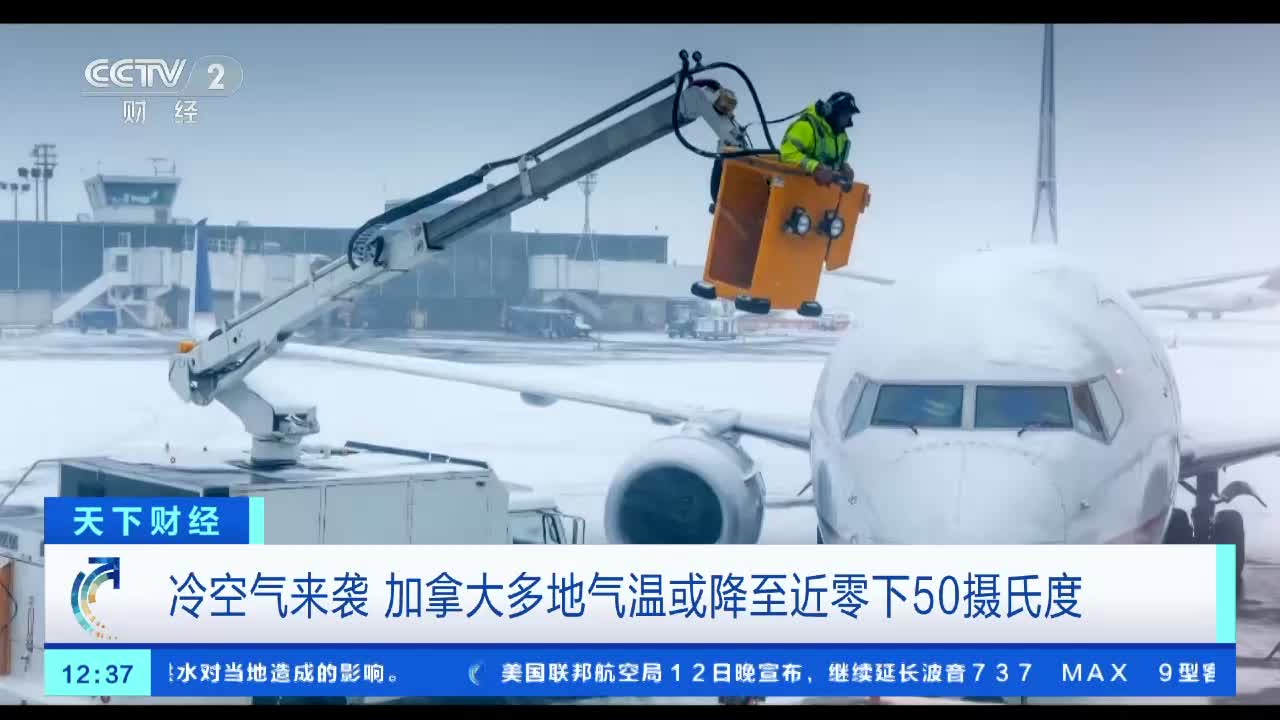 CCTV 2
财 经
天下财经
冷空气来袭 加拿大多地气温或降至近零下50摄氏度
12:37
水对当地造成的影响。 美国联邦航空局12日晚宣布，继续延长波音737 MAX 9型客